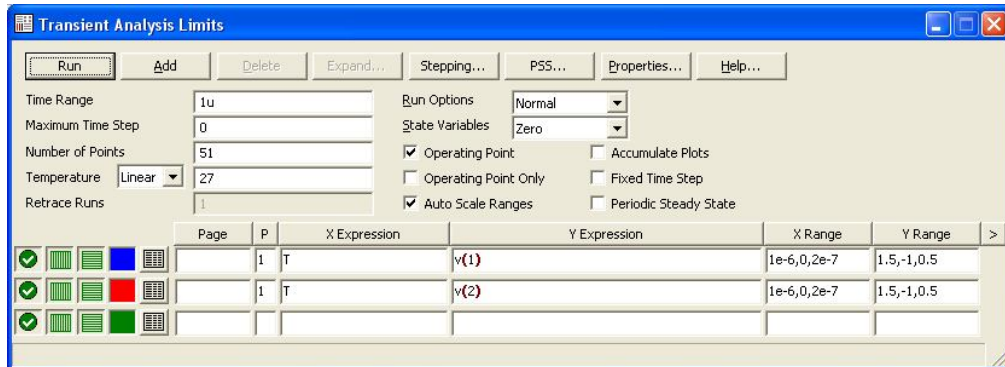 Transient Analysis Limits
Run Add Delete Expand... Stepping... PSS... Properties... Help...
Time Range 1u Run Options Normal
Maximum Time Step 0 State Variables Zero
Number of Points 51 Operating Point Accumulate Plots
Temperature Linear 27 Operating Point Only Fixed Time Step
Retrace Runs 1 Auto Scale Ranges Periodic Steady State
Page P X Expression Y Expression X Range Y Range >
1 T v(1) 1e-6,0,2e-7 1.5,-1,0.5
1 T v(2) 1e-6,0,2e-7 1.5,-1,0.5